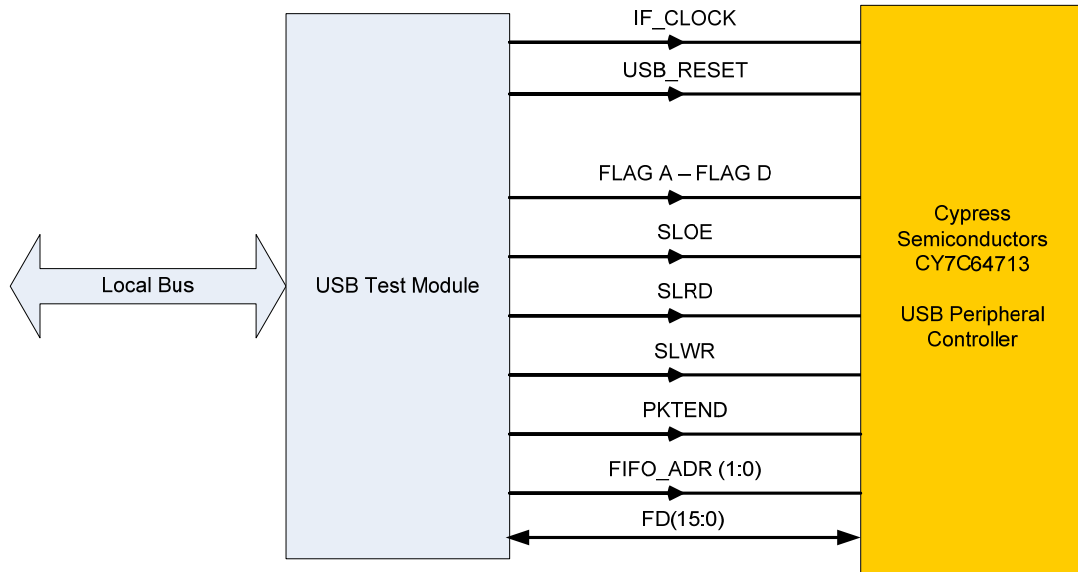 IF_CLOCK
USB_RESET
FLAG A – FLAG D
SLOE
SLRD
SLWR
PKTEND
FIFO_ADR (1:0)
FD(15:0)
Local Bus
USB Test Module
Cypress
Semiconductors
CY7C64713
USB Peripheral
Controller